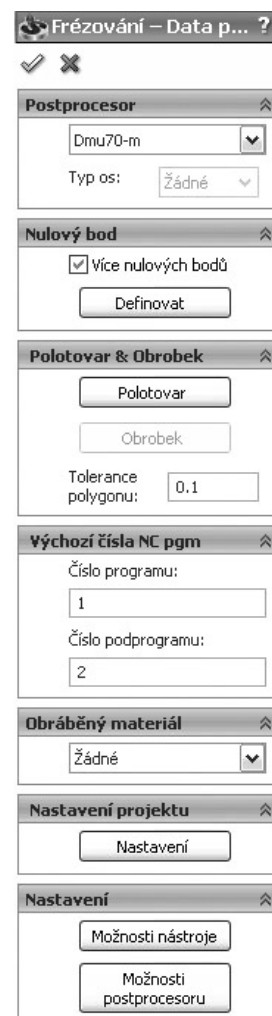 Frézování – Data p... ?
Postprocesor
Dmu70-m
Typ os: Žádné
Nulový bod
Více nulových bodů
Definovat
Polotovar & Obrobek
Polotovar
Obrobek
Tolerance
polygonu: 0.1
Výchozí čísla NC pgm
Číslo programu:
1
Číslo podprogramu:
2
Obráběný materiál
Žádné
Nastavení projektu
Nastavení
Nastavení
Možnosti nástroje
Možnosti
postprocesoru